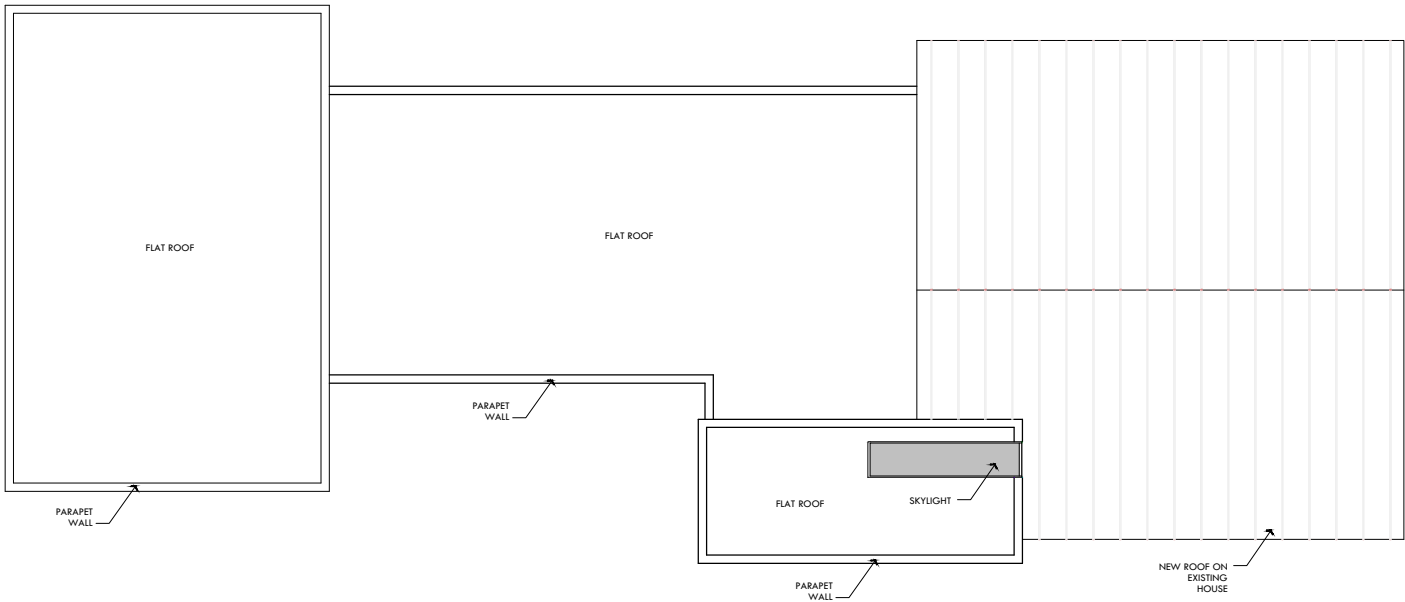 FLAT ROOF
FLAT ROOF
PARAPET
WALL
PARAPET
WALL
FLAT ROOF
SKYLIGHT
PARAPET
WALL
NEW ROOF ON
EXISTING
HOUSE